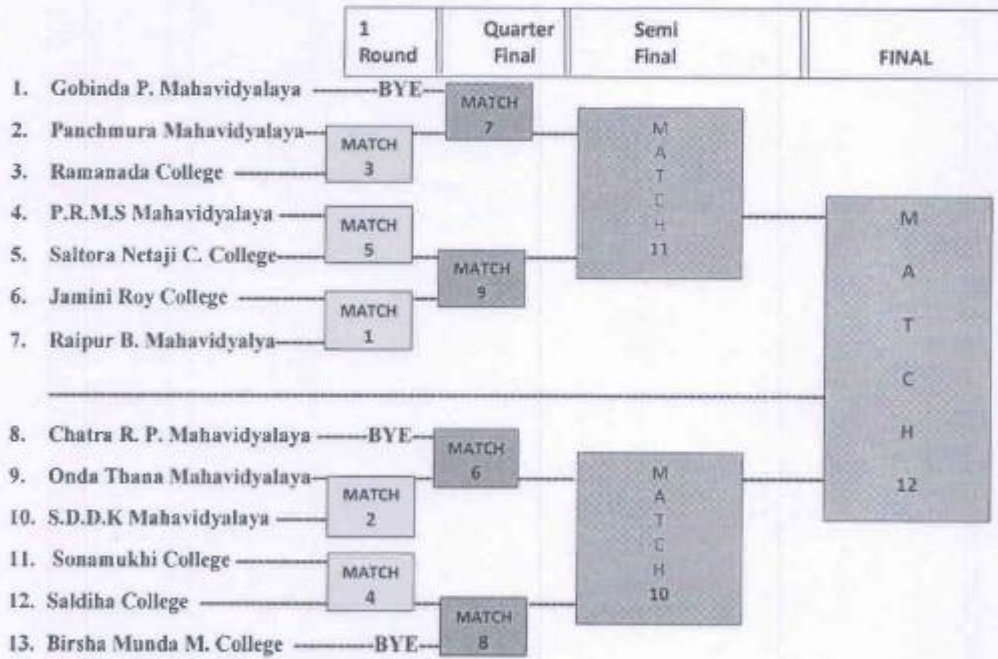 1 Round
Quarter Final
Semi Final
FINAL
1. Gobinda P. Mahavidyalaya BYE
MATCH 7
2. Panchmura Mahavidyalaya
MATCH 3
3. Ramanada College
4. P.R.M.S Mahavidyalaya
MATCH 5
5. Saltora Netaji C. College
MATCH 9
6. Jamini Roy College
MATCH 1
7. Raipur B. Mahavidyalya
MATCH 11
MATCH 12
8. Chatra R. P. Mahavidyalaya BYE
MATCH 6
9. Onda Thana Mahavidyalaya
MATCH 2
10. S.D.D.K Mahavidyalaya
11. Sonamukhi College
MATCH 4
12. Saldiha College
MATCH 8
13. Birsha Munda M. College BYE
MATCH 10